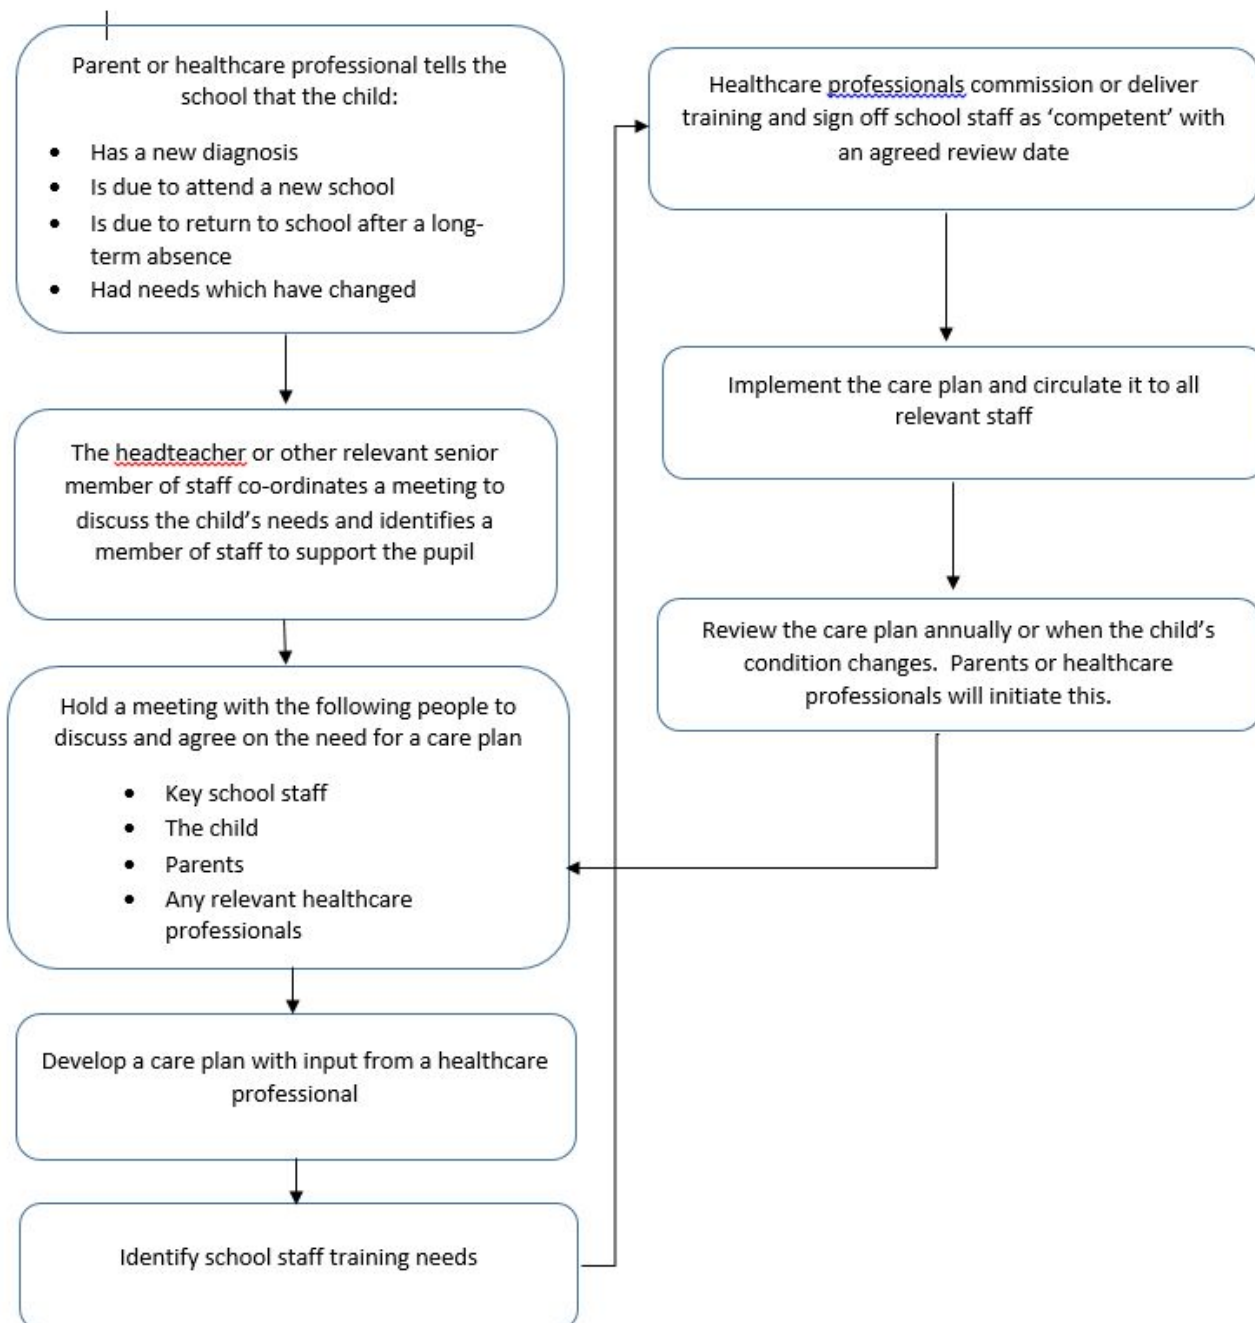 Parent or healthcare professional tells the
school that the child:
• Has a new diagnosis
• Is due to attend a new school
• Is due to return to school after a long-
term absence
• Had needs which have changed
The headteacher or other relevant senior
member of staff co-ordinates a meeting to
discuss the child's needs and identifies a
member of staff to support the pupil
Hold a meeting with the following people to
discuss and agree on the need for a care plan
• Key school staff
• The child
• Parents
• Any relevant healthcare
professionals
Develop a care plan with input from a healthcare
professional
Identify school staff training needs
Healthcare professionals commission or deliver
training and sign off school staff as ‘competent’ with
an agreed review date
Implement the care plan and circulate it to all
relevant staff
Review the care plan annually or when the child’s
condition changes.  Parents or healthcare
professionals will initiate this.